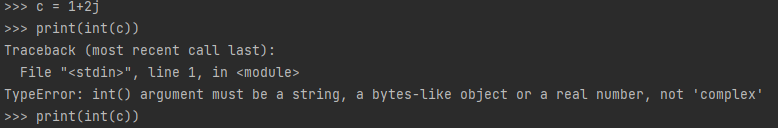 >>> c = 1+2j
>>> print(int(c))
Traceback (most recent call last):
  File "<stdin>", line 1, in <module>
TypeError: int() argument must be a string, a bytes-like object or a real number, not 'complex'
>>> print(int(c))